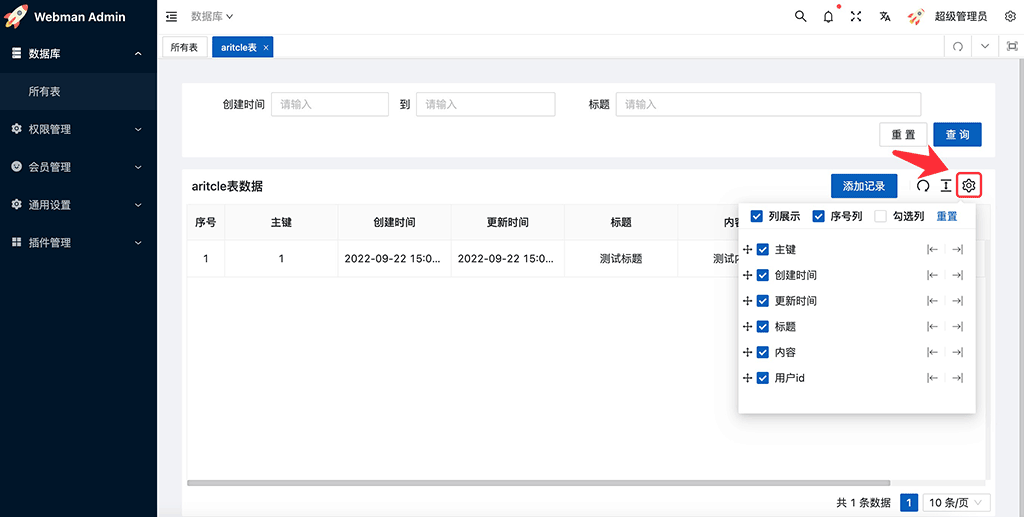 Webman Admin
数据库
超级管理员
数据库
所有表
权限管理
会员管理
通用设置
插件管理
所有表
aritcle表 ×
创建时间 请输入 到 请输入 标题 请输入
重 置 查 询
aritcle表数据 添加记录
序号 主键 创建时间 更新时间 标题
1 1 2022-09-22 15:0... 2022-09-22 15:0... 测试标题
列展示 序号列 勾选列 重置
主键
创建时间
更新时间
标题
内容
用户id
共 1 条数据 1 10 条/页